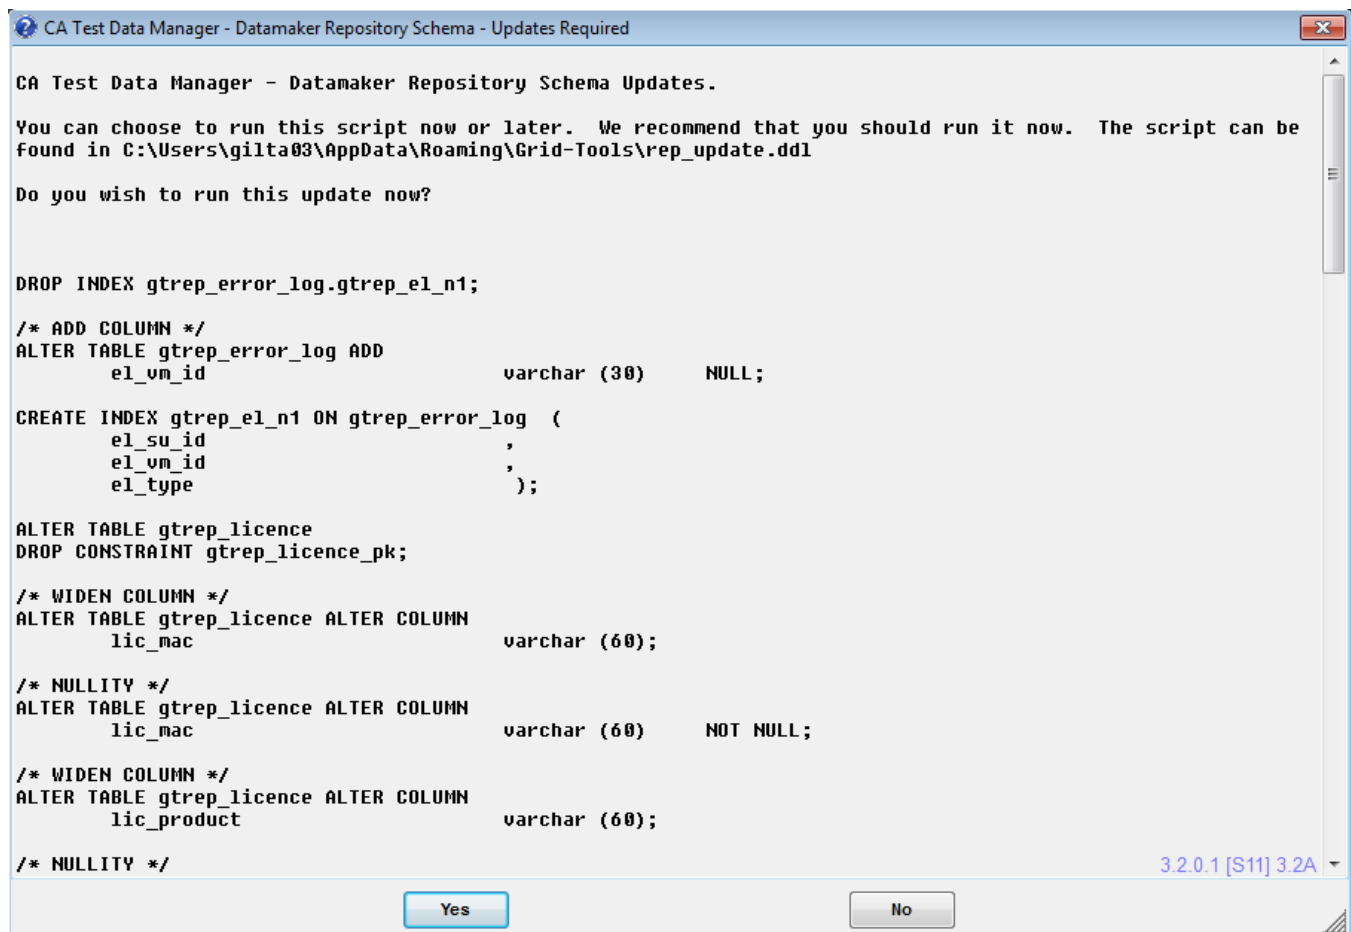 CA Test Data Manager - Datamaker Repository Schema - Updates Required
CA Test Data Manager - Datamaker Repository Schema Updates.
You can choose to run this script now or later.  We recommend that you should run it now.  The script can be
found in C:\Users\gilta03\AppData\Roaming\Grid-Tools\rep_update.ddl
Do you wish to run this update now?
DROP INDEX gtrep_error_log.gtrep_el_n1;
/* ADD COLUMN */
ALTER TABLE gtrep_error_log ADD
el_vm_id varchar (30) NULL;
CREATE INDEX gtrep_el_n1 ON gtrep_error_log  (
el_su_id ,
el_vm_id ,
el_type );
ALTER TABLE gtrep_licence
DROP CONSTRAINT gtrep_licence_pk;
/* WIDEN COLUMN */
ALTER TABLE gtrep_licence ALTER COLUMN
lic_mac varchar (60);
/* NULLITY */
ALTER TABLE gtrep_licence ALTER COLUMN
lic_mac varchar (60) NOT NULL;
/* WIDEN COLUMN */
ALTER TABLE gtrep_licence ALTER COLUMN
lic_product varchar (60);
/* NULLITY */
3.2.0.1 [S11] 3.2A
Yes
No